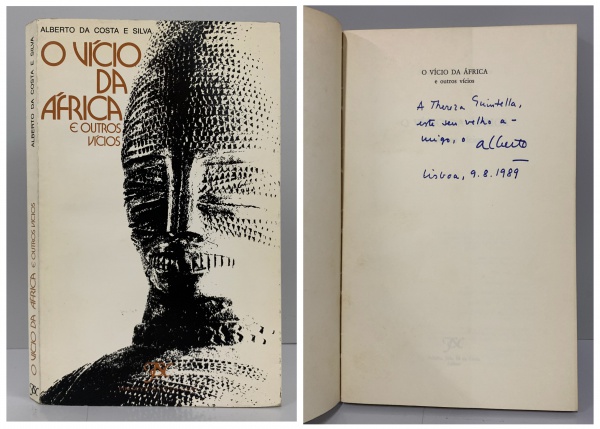 ALBERTO DA COSTA E SILVA
O VÍCIO
DA
ÁFRICA
E OUTROS
VÍCIOS
ALBERTO DA COSTA E SILVA
O VÍCIO DA ÁFRICA E OUTROS VÍCIOS
O VÍCIO DA ÁFRICA
e outros vícios
A Thereza Quintella,
este seu velho a-
migo, o alberto
Lisboa, 9.8.1989